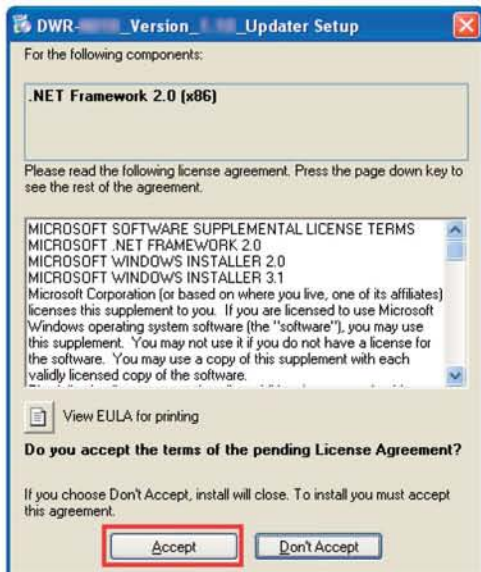 DWR- _Version_ _Updater Setup
For the following components:
.NET Framework 2.0 (x86)
Please read the following license agreement. Press the page down key to
see the rest of the agreement.
MICROSOFT SOFTWARE SUPPLEMENTAL LICENSE TERMS
MICROSOFT .NET FRAMEWORK 2.0
MICROSOFT WINDOWS INSTALLER 2.0
MICROSOFT WINDOWS INSTALLER 3.1
Microsoft Corporation (or based on where you live, one of its affiliates)
licenses this supplement to you. If you are licensed to use Microsoft
Windows operating system software (the "software"), you may use
this supplement. You may not use it if you do not have a license for
the software. You may use a copy of this supplement with each
validly licensed copy of the software.
View EULA for printing
Do you accept the terms of the pending License Agreement?
If you choose Don't Accept, install will close. To install you must accept
this agreement.
Accept
Don't Accept